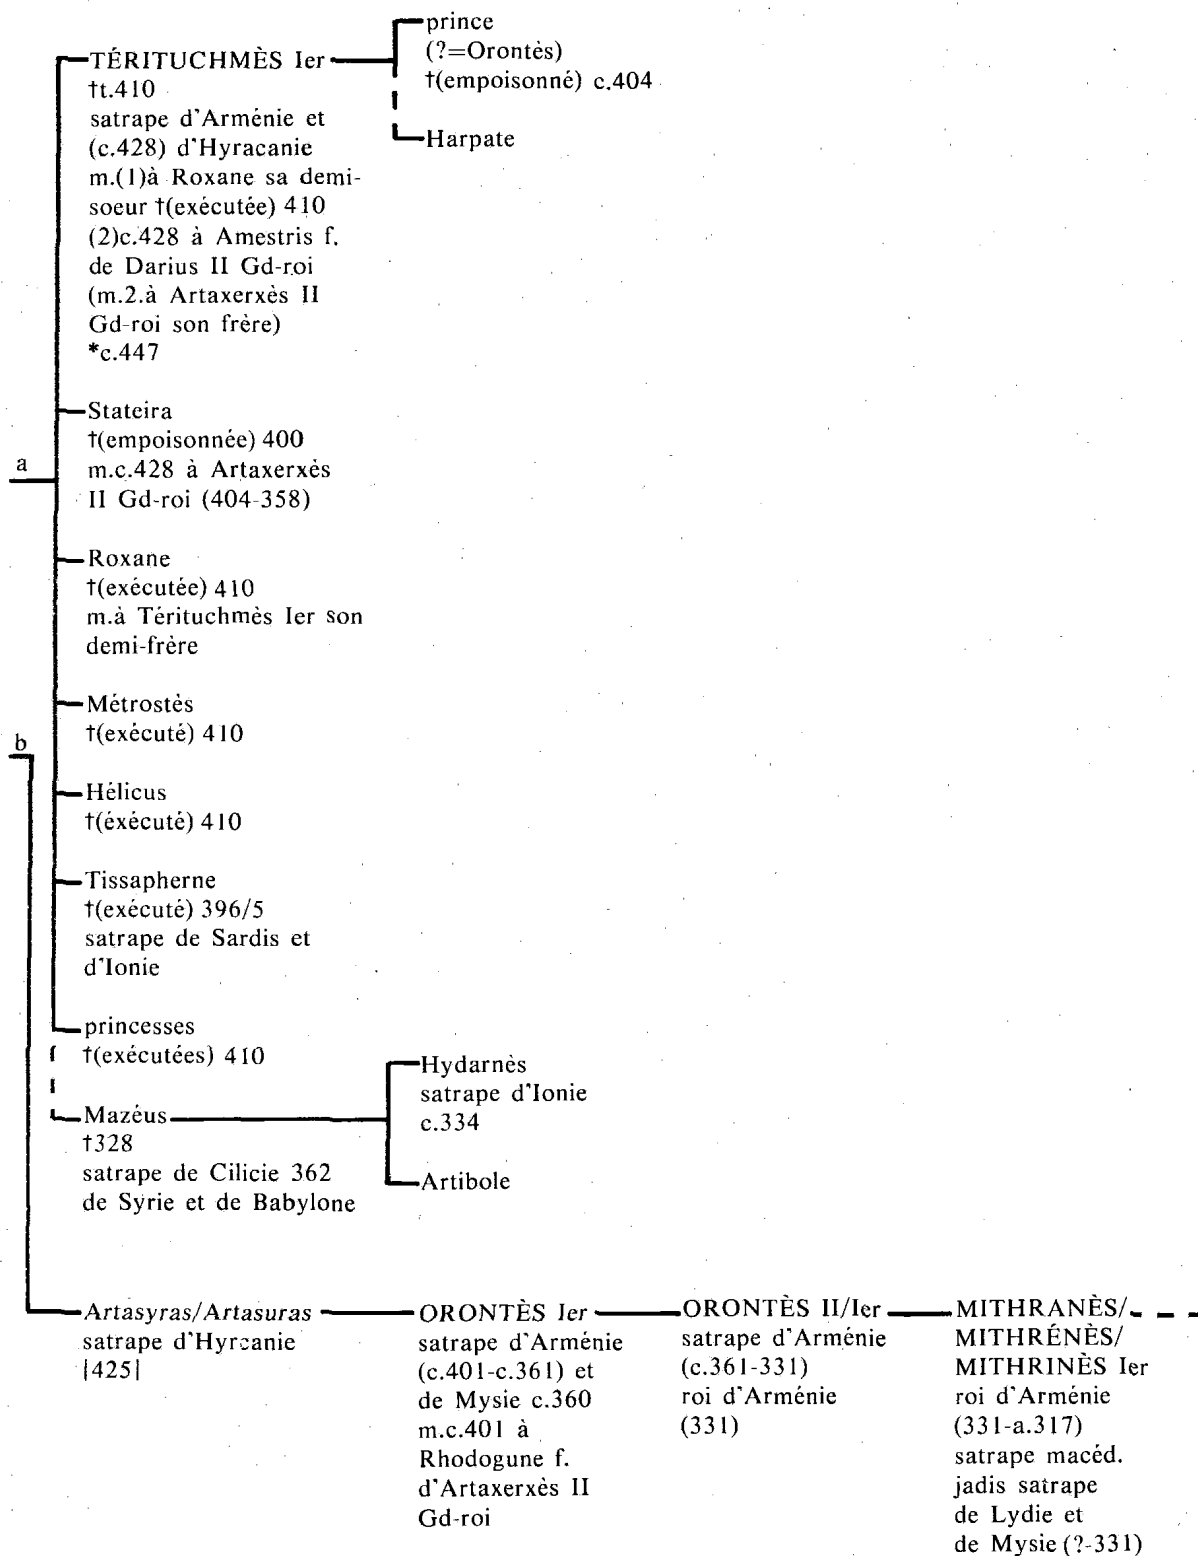 TÉRITUCHMÈS Ier
†t.410
satrape d'Arménie et
(c.428) d'Hyracanie
m.(1)à Roxane sa demi-
soeur †(exécutée) 410
(2)c.428 à Amestris f.
de Darius II Gd-roi
(m.2.à Artaxerxès II
Gd-roi son frère)
*c.447
prince
(?=Orontès)
†(empoisonné) c.404
Harpate
a
Stateira
†(empoisonnée) 400
m.c.428 à Artaxerxès
II Gd-roi (404-358)
Roxane
†(exécutée) 410
m.à Térituchmès Ier son
demi-frère
Métrostès
†(exécuté) 410
b
Hélicus
†(éxécuté) 410
Tissapherne
†(exécuté) 396/5
satrape de Sardis et
d'Ionie
princesses
†(exécutées) 410
Mazéus
†328
satrape de Cilicie 362
de Syrie et de Babylone
Hydarnès
satrape d'Ionie
c.334
Artibole
Artasyras/Artasuras
satrape d'Hyrcanie
|425|
ORONTÈS Ier
satrape d'Arménie
(c.401-c.361) et
de Mysie c.360
m.c.401 à
Rhodogune f.
d'Artaxerxès II
Gd-roi
ORONTÈS II/Ier
satrape d'Arménie
(c.361-331)
roi d'Arménie
(331)
MITHRANÈS/
MITHRÉNÈS/
MITHRINÈS Ier
roi d'Arménie
(331-a.317)
satrape macéd.
jadis satrape
de Lydie et
de Mysie (?-331)